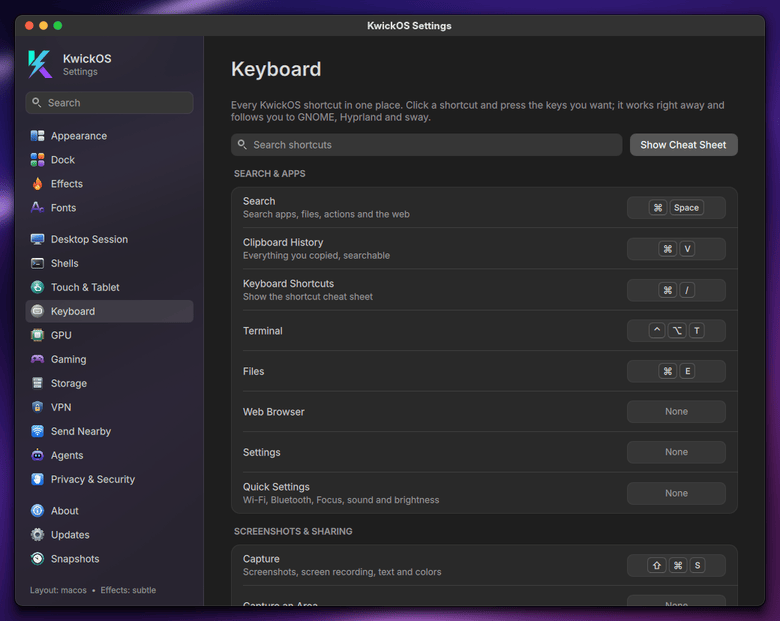 KwickOS Settings
KwickOS
Settings
Search
Appearance
Dock
Effects
Fonts
Desktop Session
Shells
Touch & Tablet
Keyboard
GPU
Gaming
Storage
VPN
Send Nearby
Agents
Privacy & Security
About
Updates
Snapshots
Layout: macos • Effects: subtle
Keyboard
Every KwickOS shortcut in one place. Click a shortcut and press the keys you want; it works right away and
follows you to GNOME, Hyprland and sway.
Search shortcuts
Show Cheat Sheet
SEARCH & APPS
Search
Search apps, files, actions and the web
⌘ Space
Clipboard History
Everything you copied, searchable
⌘ V
Keyboard Shortcuts
Show the shortcut cheat sheet
⌘ /
Terminal
^ ⌥ T
Files
⌘ E
Web Browser
None
Settings
None
Quick Settings
Wi-Fi, Bluetooth, Focus, sound and brightness
None
SCREENSHOTS & SHARING
Capture
Screenshots, screen recording, text and colors
⇧ ⌘ S
Capture an Area
None